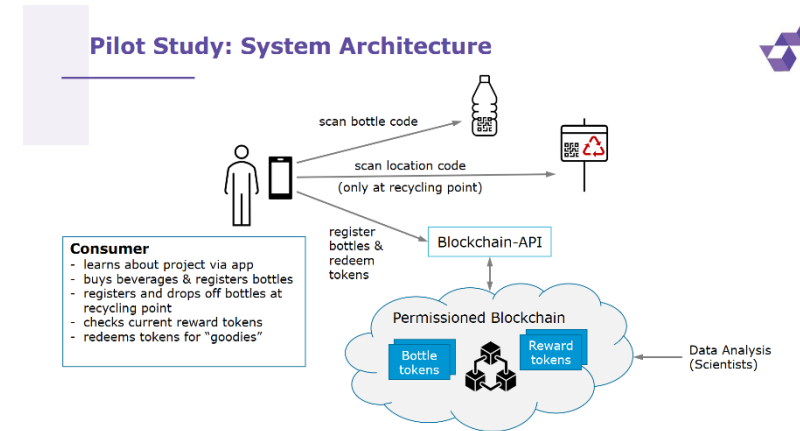 Pilot Study: System Architecture
scan bottle code
scan location code
(only at recycling point)
register
bottles &
redeem
tokens
Blockchain-API
Consumer
- learns about project via app
- buys beverages & registers bottles
- registers and drops off bottles at
recycling point
- checks current reward tokens
- redeems tokens for “goodies”
Permissioned Blockchain
Bottle
tokens
Reward
tokens
Data Analysis
(Scientists)